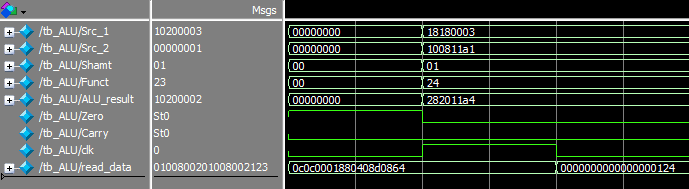 Msgs
/tb_ALU/Src_1 10200003 00000000 18180003
/tb_ALU/Src_2 00000001 00000000 100811a1
/tb_ALU/Shamt 01 00 01
/tb_ALU/Funct 23 00 24
/tb_ALU/ALU_result 10200002 00000000 282011a4
/tb_ALU/Zero St0
/tb_ALU/Carry St0
/tb_ALU/clk 0
/tb_ALU/read_data 0100800201008002123 0c0c0001880408d0864 0000000000000000124